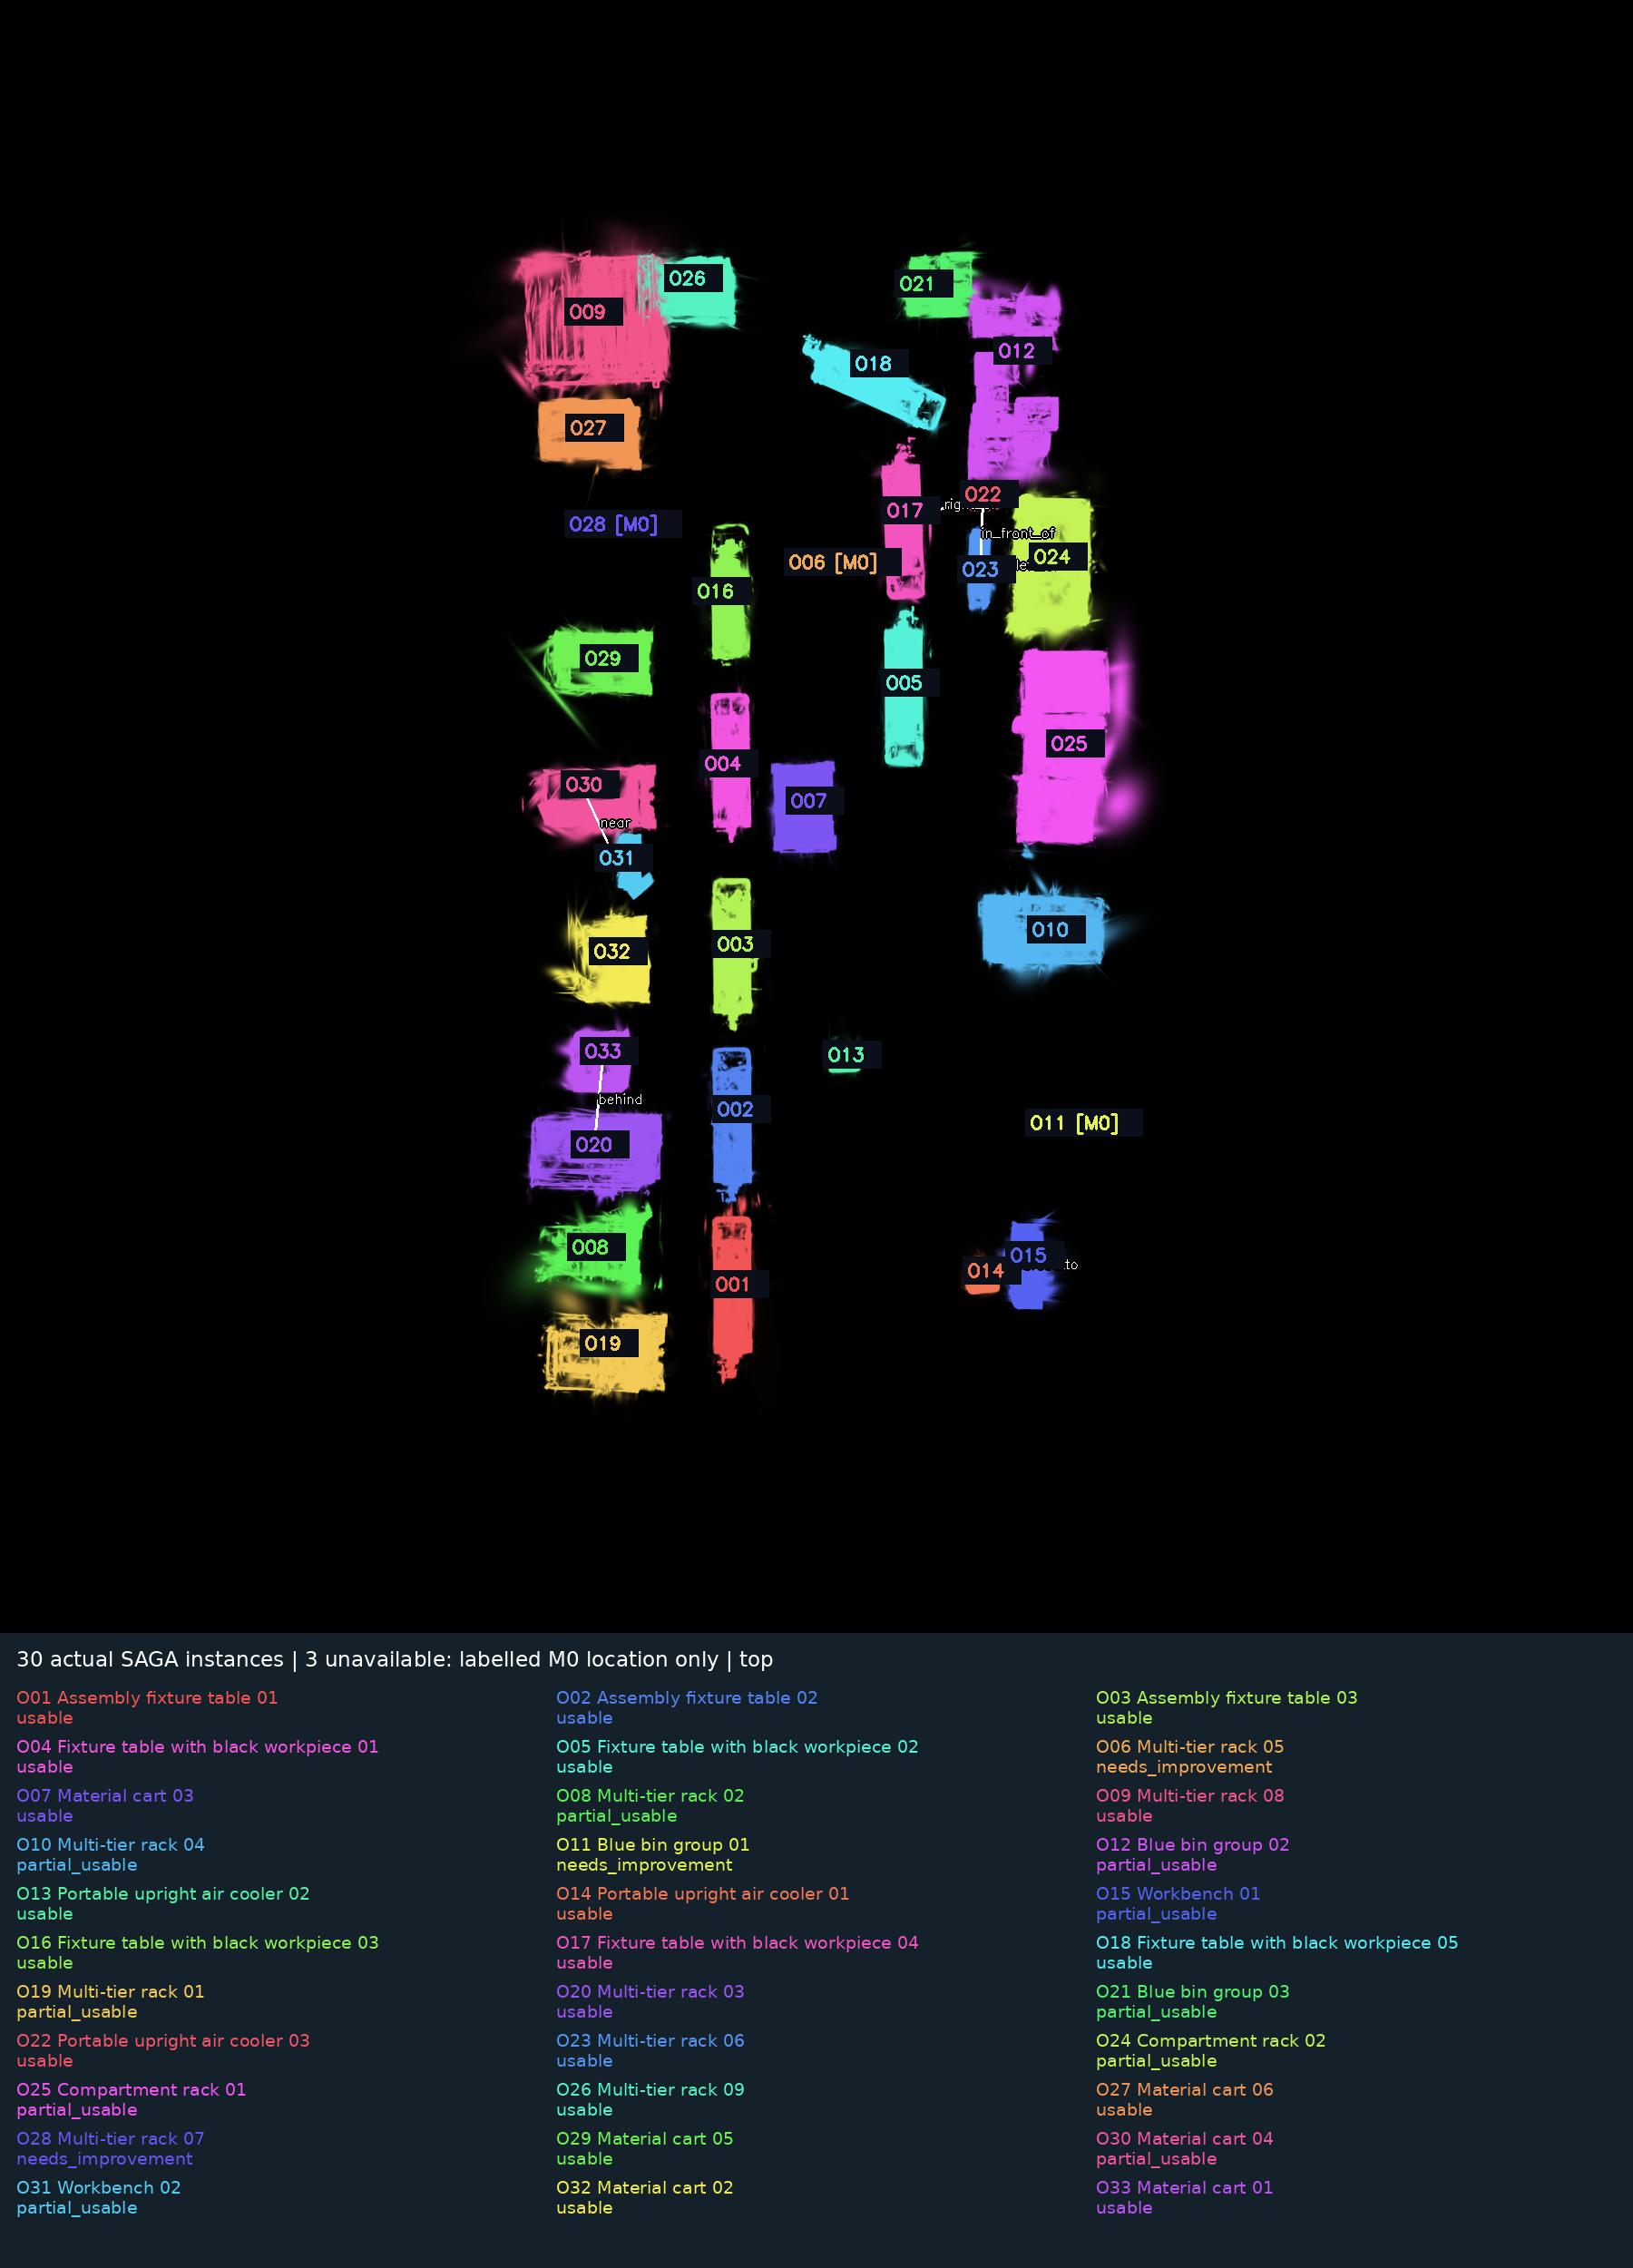 O26
O21
O09
O12
O18
O27
O22
O17
in_front_of
O28 [M0]
O24
O06 [M0]
O23
O16
O29
O05
O25
O04
O30
O07
near
O31
O10
O03
O32
O33
O13
behind
O02
O11 [M0]
O20
O08
O15
to
O14
O01
O19
30 actual SAGA instances | 3 unavailable: labelled M0 location only | top
O01 Assembly fixture table 01
usable
O02 Assembly fixture table 02
usable
O03 Assembly fixture table 03
usable
O04 Fixture table with black workpiece 01
usable
O05 Fixture table with black workpiece 02
usable
O06 Multi-tier rack 05
needs_improvement
O07 Material cart 03
usable
O08 Multi-tier rack 02
partial_usable
O09 Multi-tier rack 08
usable
O10 Multi-tier rack 04
partial_usable
O11 Blue bin group 01
needs_improvement
O12 Blue bin group 02
partial_usable
O13 Portable upright air cooler 02
usable
O14 Portable upright air cooler 01
usable
O15 Workbench 01
partial_usable
O16 Fixture table with black workpiece 03
usable
O17 Fixture table with black workpiece 04
usable
O18 Fixture table with black workpiece 05
usable
O19 Multi-tier rack 01
partial_usable
O20 Multi-tier rack 03
usable
O21 Blue bin group 03
partial_usable
O22 Portable upright air cooler 03
usable
O23 Multi-tier rack 06
usable
O24 Compartment rack 02
partial_usable
O25 Compartment rack 01
partial_usable
O26 Multi-tier rack 09
usable
O27 Material cart 06
usable
O28 Multi-tier rack 07
needs_improvement
O29 Material cart 05
usable
O30 Material cart 04
partial_usable
O31 Workbench 02
partial_usable
O32 Material cart 02
usable
O33 Material cart 01
usable